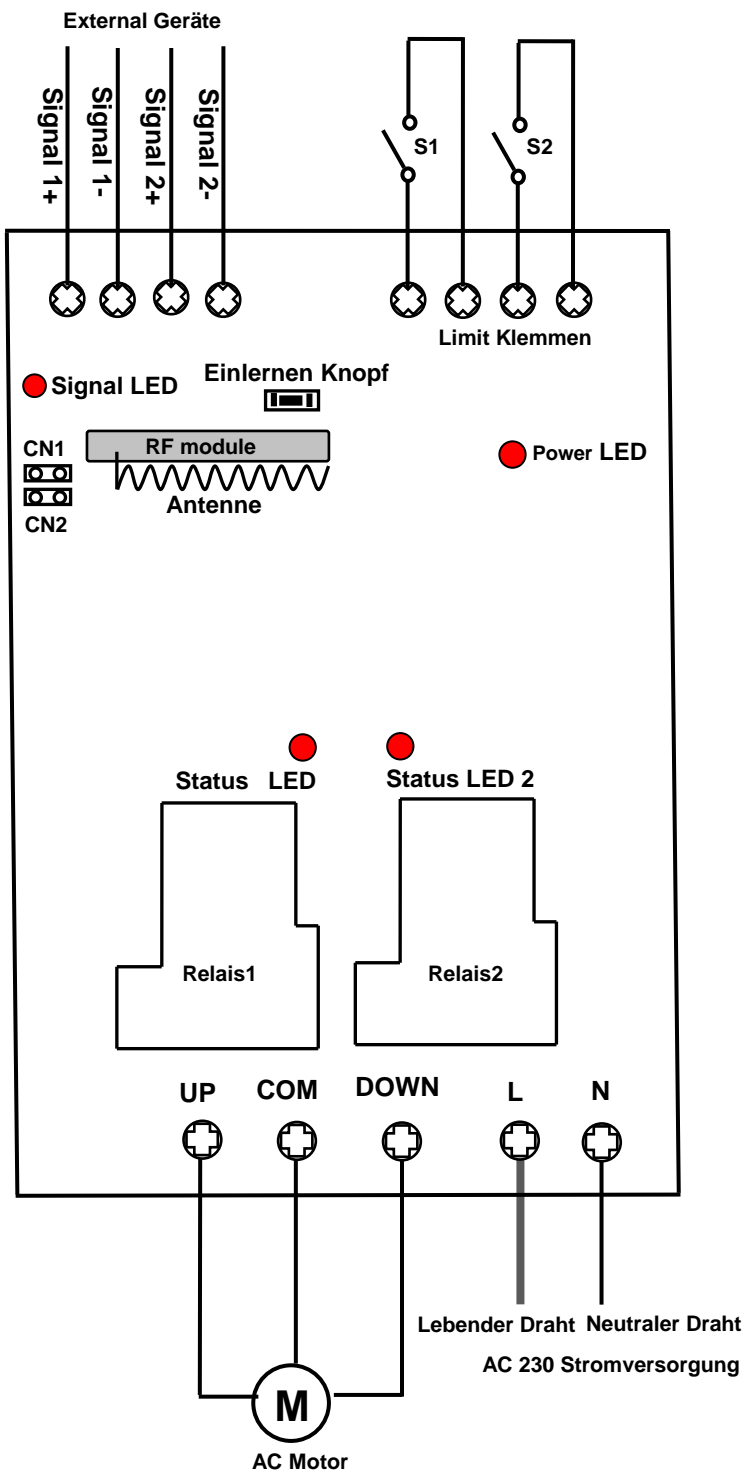 External Geräte
Signal 1+
Signal 1-
Signal 2+
Signal 2-
S1
S2
Limit Klemmen
Signal LED
Einlernen Knopf
CN1
RF module
Power LED
Antenne
CN2
Status LED
Status LED 2
Relais1
Relais2
UP
COM
DOWN
L
N
Lebender Draht
Neutraler Draht
AC 230 Stromversorgung
M
AC Motor